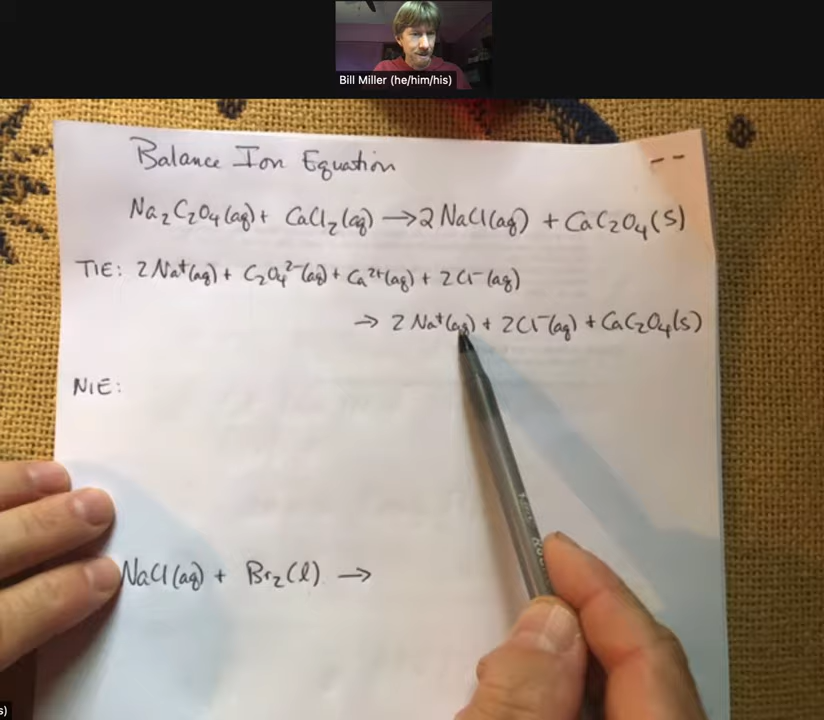 Bill Miller (he/him/his)
Balance Ion Equation
Na₂C₂O₄(aq) + CaCl₂(aq) → 2 NaCl(aq) + CaC₂O₄(s)
TIE: 2 Na⁺(aq) + C₂O₄²⁻(aq) + Ca²⁺(aq) + 2 Cl⁻(aq)
→ 2 Na⁺(aq) + 2 Cl⁻(aq) + CaC₂O₄(s)
NIE:
NaCl(aq) + Br₂(l) →
s)